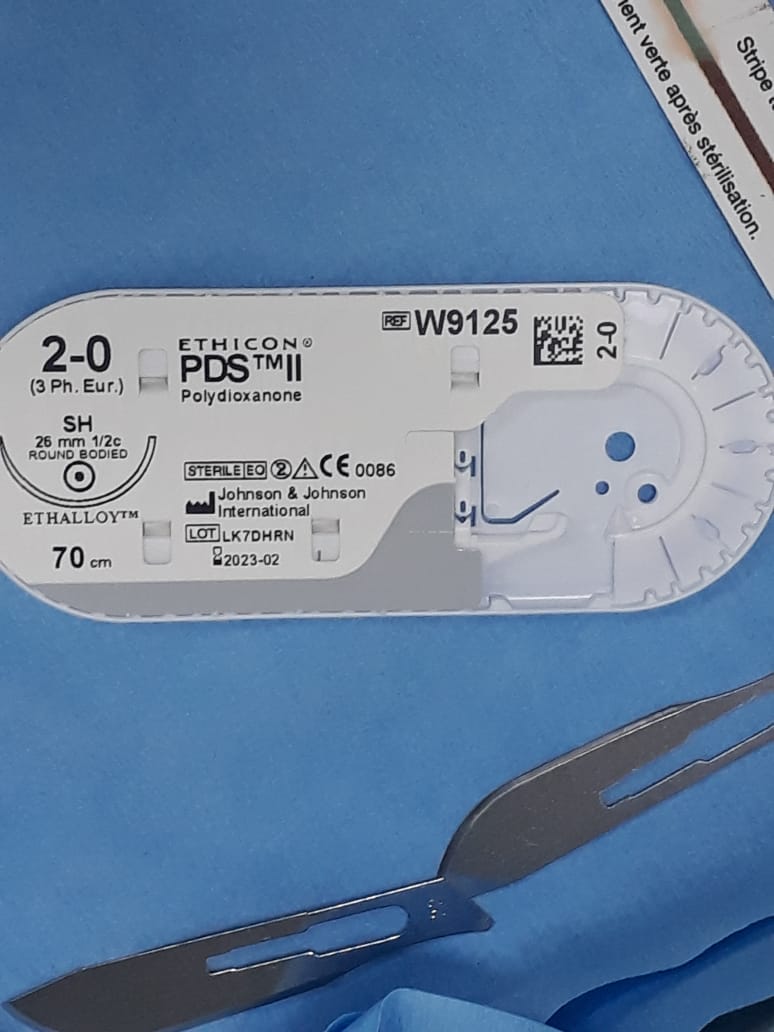 ment verte après stérilisation.
Stripe
2-0
(3 Ph. Eur.)
SH
26 mm 1/2c
ROUND BODIED
ETHALLOY™
70 cm
ETHICON®
PDS™II
Polydioxanone
REF W9125
2-0
STERILE EO 2 CE 0086
Johnson & Johnson
International
LOT LK7DHRN
2023-02